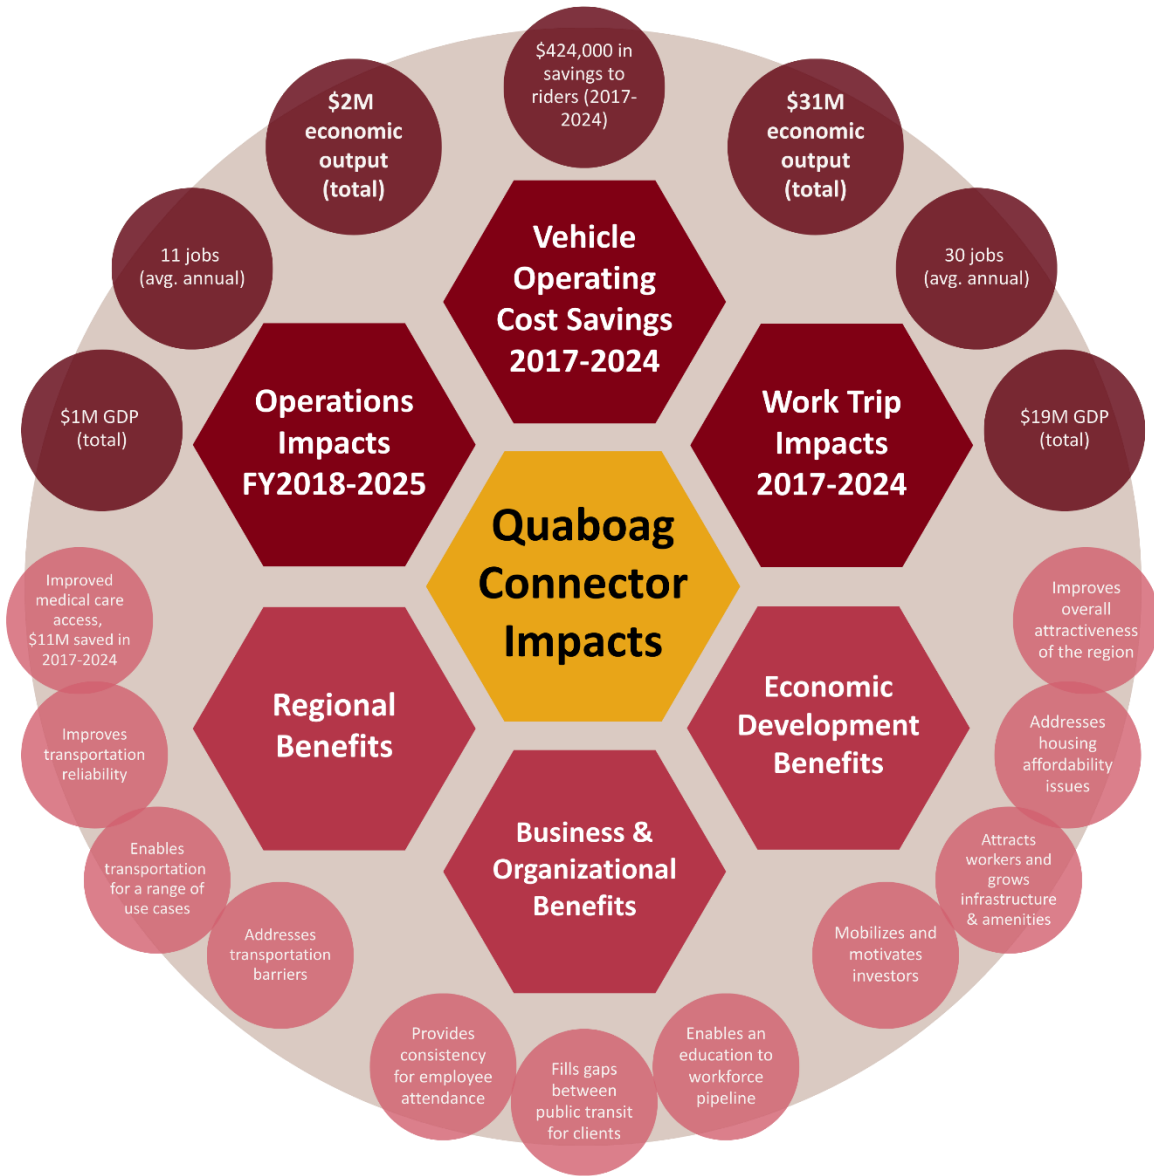 $424,000 in
savings to
riders (2017-
2024)
$2M
economic
output
(total)
$31M
economic
output
(total)
11 jobs
(avg. annual)
30 jobs
(avg. annual)
$1M GDP
(total)
$19M GDP
(total)
Vehicle
Operating
Cost Savings
2017-2024
Operations
Impacts
FY2018-2025
Work Trip
Impacts
2017-2024
Quaboag
Connector
Impacts
Regional
Benefits
Economic
Development
Benefits
Business &
Organizational
Benefits
Improved
medical care
access,
$11M saved in
2017-2024
Improves
transportation
reliability
Enables
transportation
for a range of
use cases
Addresses
transportation
barriers
Provides
consistency
for employee
attendance
Fills gaps
between
public transit
for clients
Enables an
education to
workforce
pipeline
Mobilizes and
motivates
investors
Attracts
workers and
grows
infrastructure
& amenities
Addresses
housing
affordability
issues
Improves
overall
attractiveness
of the region